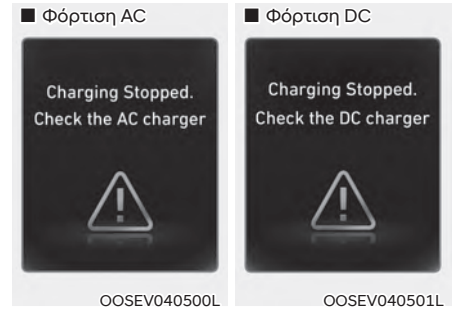 ■ Φόρτιση AC
Charging Stopped.
Check the AC charger
OOSEV040500L
■ Φόρτιση DC
Charging Stopped.
Check the DC charger
OOSEV040501L